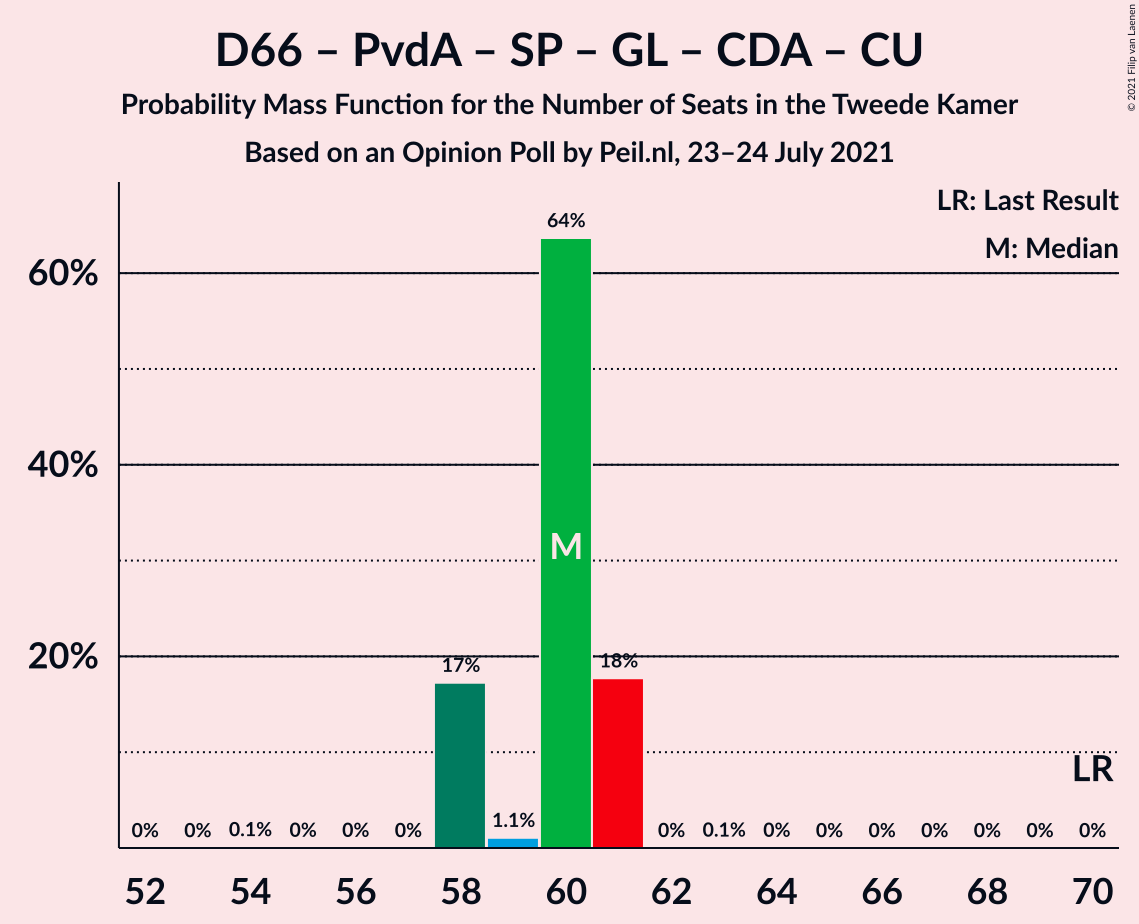 D66 – PvdA – SP – GL – CDA – CU
Probability Mass Function for the Number of Seats in the Tweede Kamer
Based on an Opinion Poll by Peil.nl, 23–24 July 2021
© 2021 Filip van Laenen
LR: Last Result
M: Median
60%
40%
20%
64%
M
17%
18%
LR
0% 0% 0.1% 0% 0% 0% 1.1% 0% 0.1% 0% 0% 0% 0% 0% 0% 0%
52 54 56 58 60 62 64 66 68 70